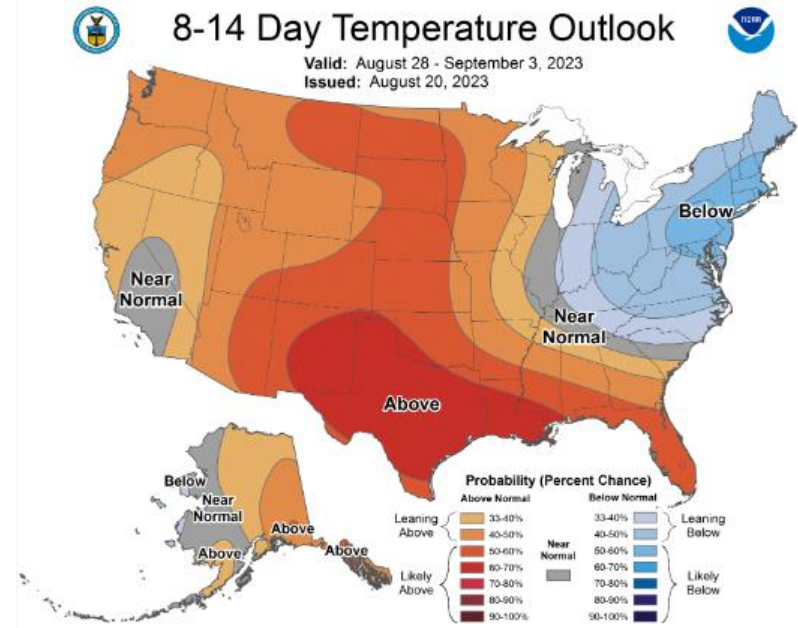 8-14 Day Temperature Outlook
Valid: August 28 - September 3, 2023
Issued: August 20, 2023
NOAA
Below
Near
Normal
Near
Normal
Above
Below
Near
Normal
Above
Above
Above
Probability (Percent Chance)
Above Normal
Below Normal
Leaning
Above
33-40%
40-50%
Likely
Above
50-60%
60-70%
70-80%
80-90%
90-100%
Near
Normal
33-40%
40-50%
Leaning
Below
50-60%
60-70%
70-80%
80-90%
90-100%
Likely
Below